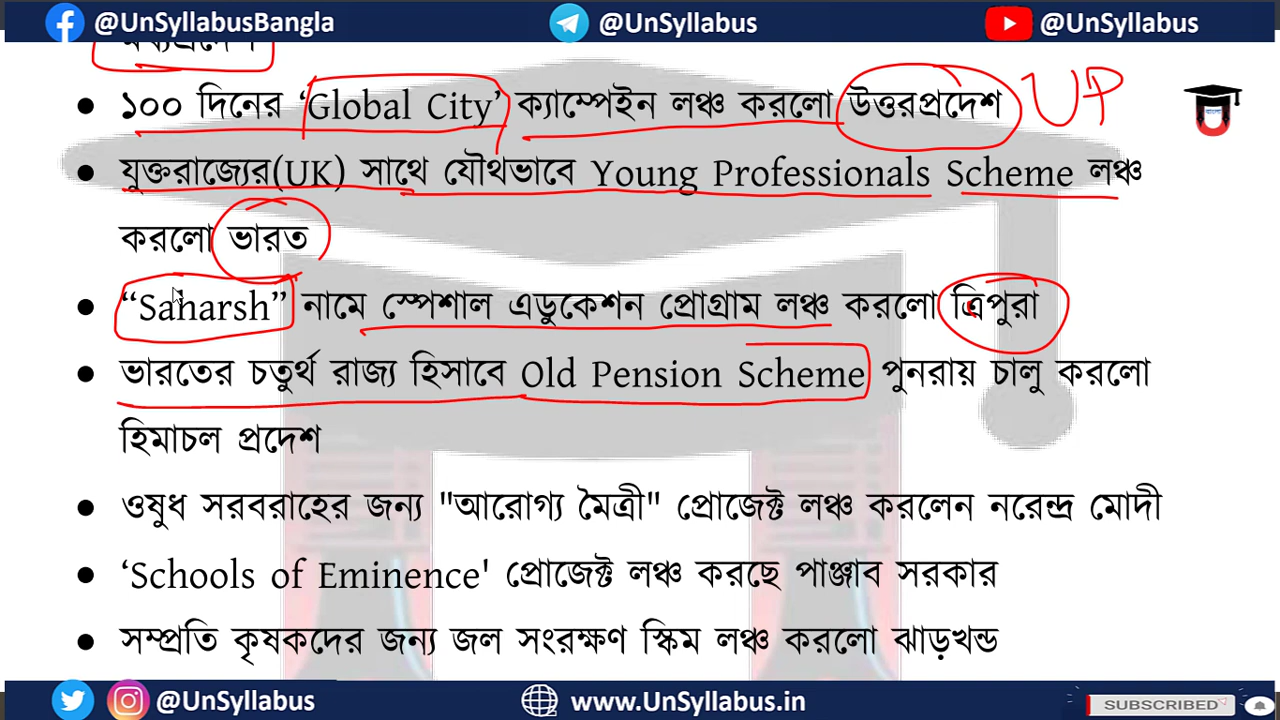 @UnSyllabusBangla @UnSyllabus @UnSyllabus
মধ্যপ্রদেশ
• ১০০ দিনের 'Global City' ক্যাম্পেইন লঞ্চ করলো উত্তরপ্রদেশ UP
• যুক্তরাজ্যের(UK) সাথে যৌথভাবে Young Professionals Scheme লঞ্চ
করলো ভারত
• “Saharsh” নামে স্পেশাল এডুকেশন প্রোগ্রাম লঞ্চ করলো ত্রিপুরা
• ভারতের চতুর্থ রাজ্য হিসাবে Old Pension Scheme পুনরায় চালু করলো
হিমাচল প্রদেশ
• ওষুধ সরবরাহের জন্য "আরোগ্য মৈত্রী" প্রোজেক্ট লঞ্চ করলেন নরেন্দ্র মোদী
• ‘Schools of Eminence' প্রোজেক্ট লঞ্চ করছে পাঞ্জাব সরকার
• সম্প্রতি কৃষকদের জন্য জল সংরক্ষণ স্কিম লঞ্চ করলো ঝাড়খন্ড
@UnSyllabus www.UnSyllabus.in SUBSCRIBED